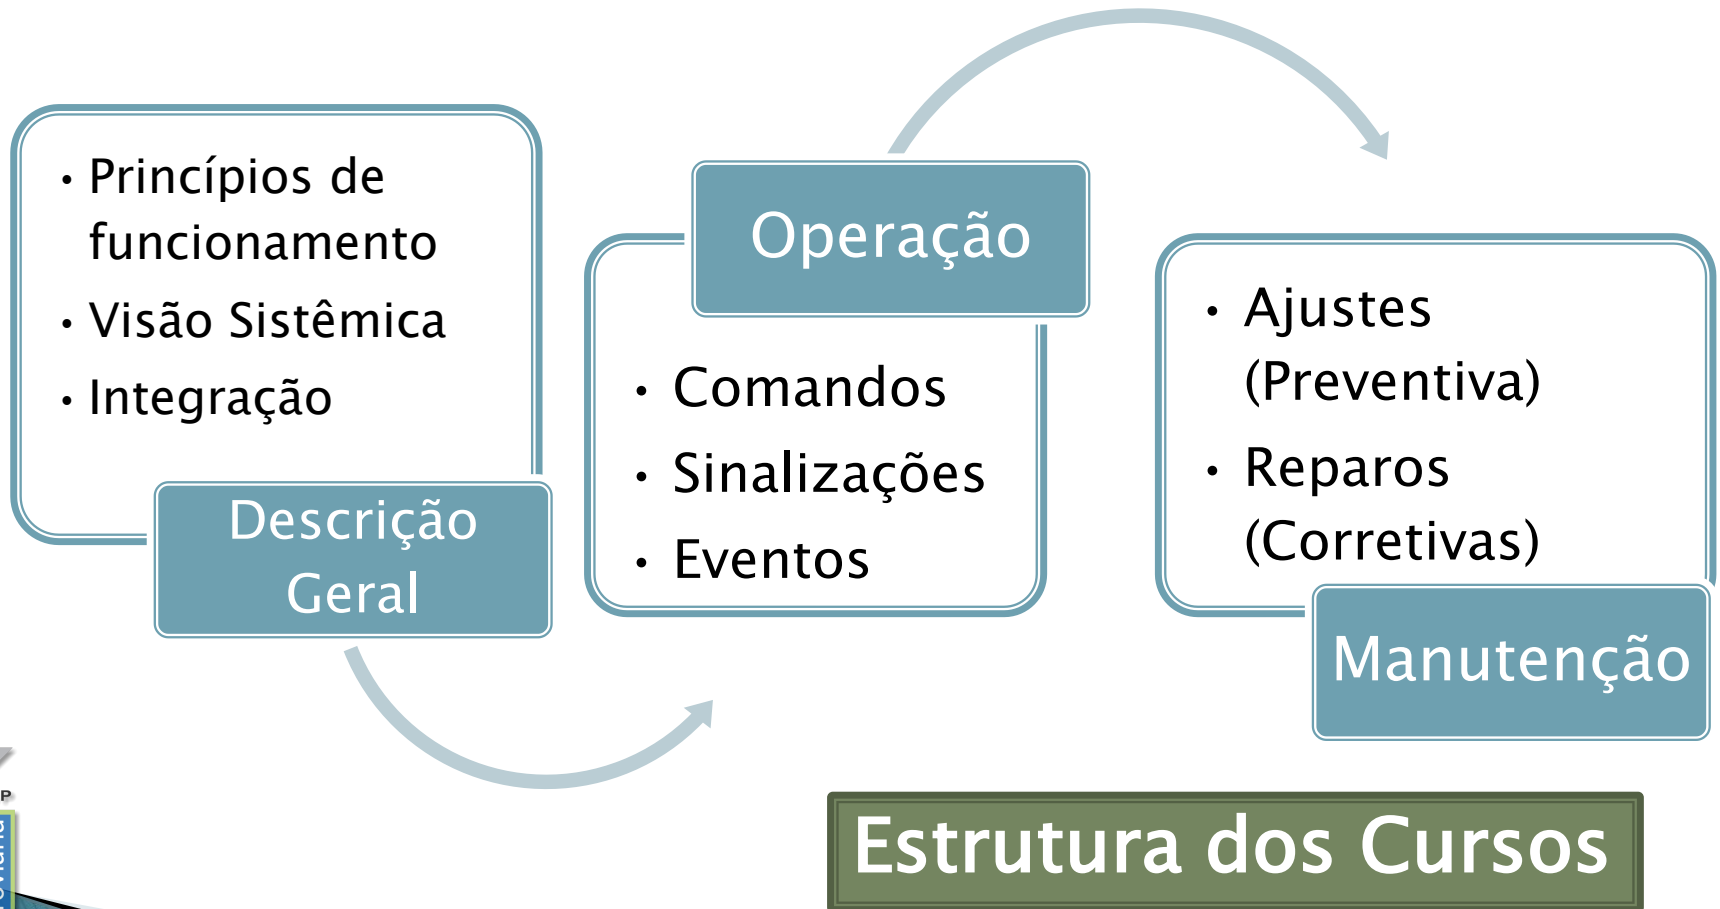 • Princípios de
funcionamento
• Visão Sistêmica
• Integração
Descrição
Geral
Operação
• Comandos
• Sinalizações
• Eventos
• Ajustes
(Preventiva)
• Reparos
(Corretivas)
Manutenção
Estrutura dos Cursos